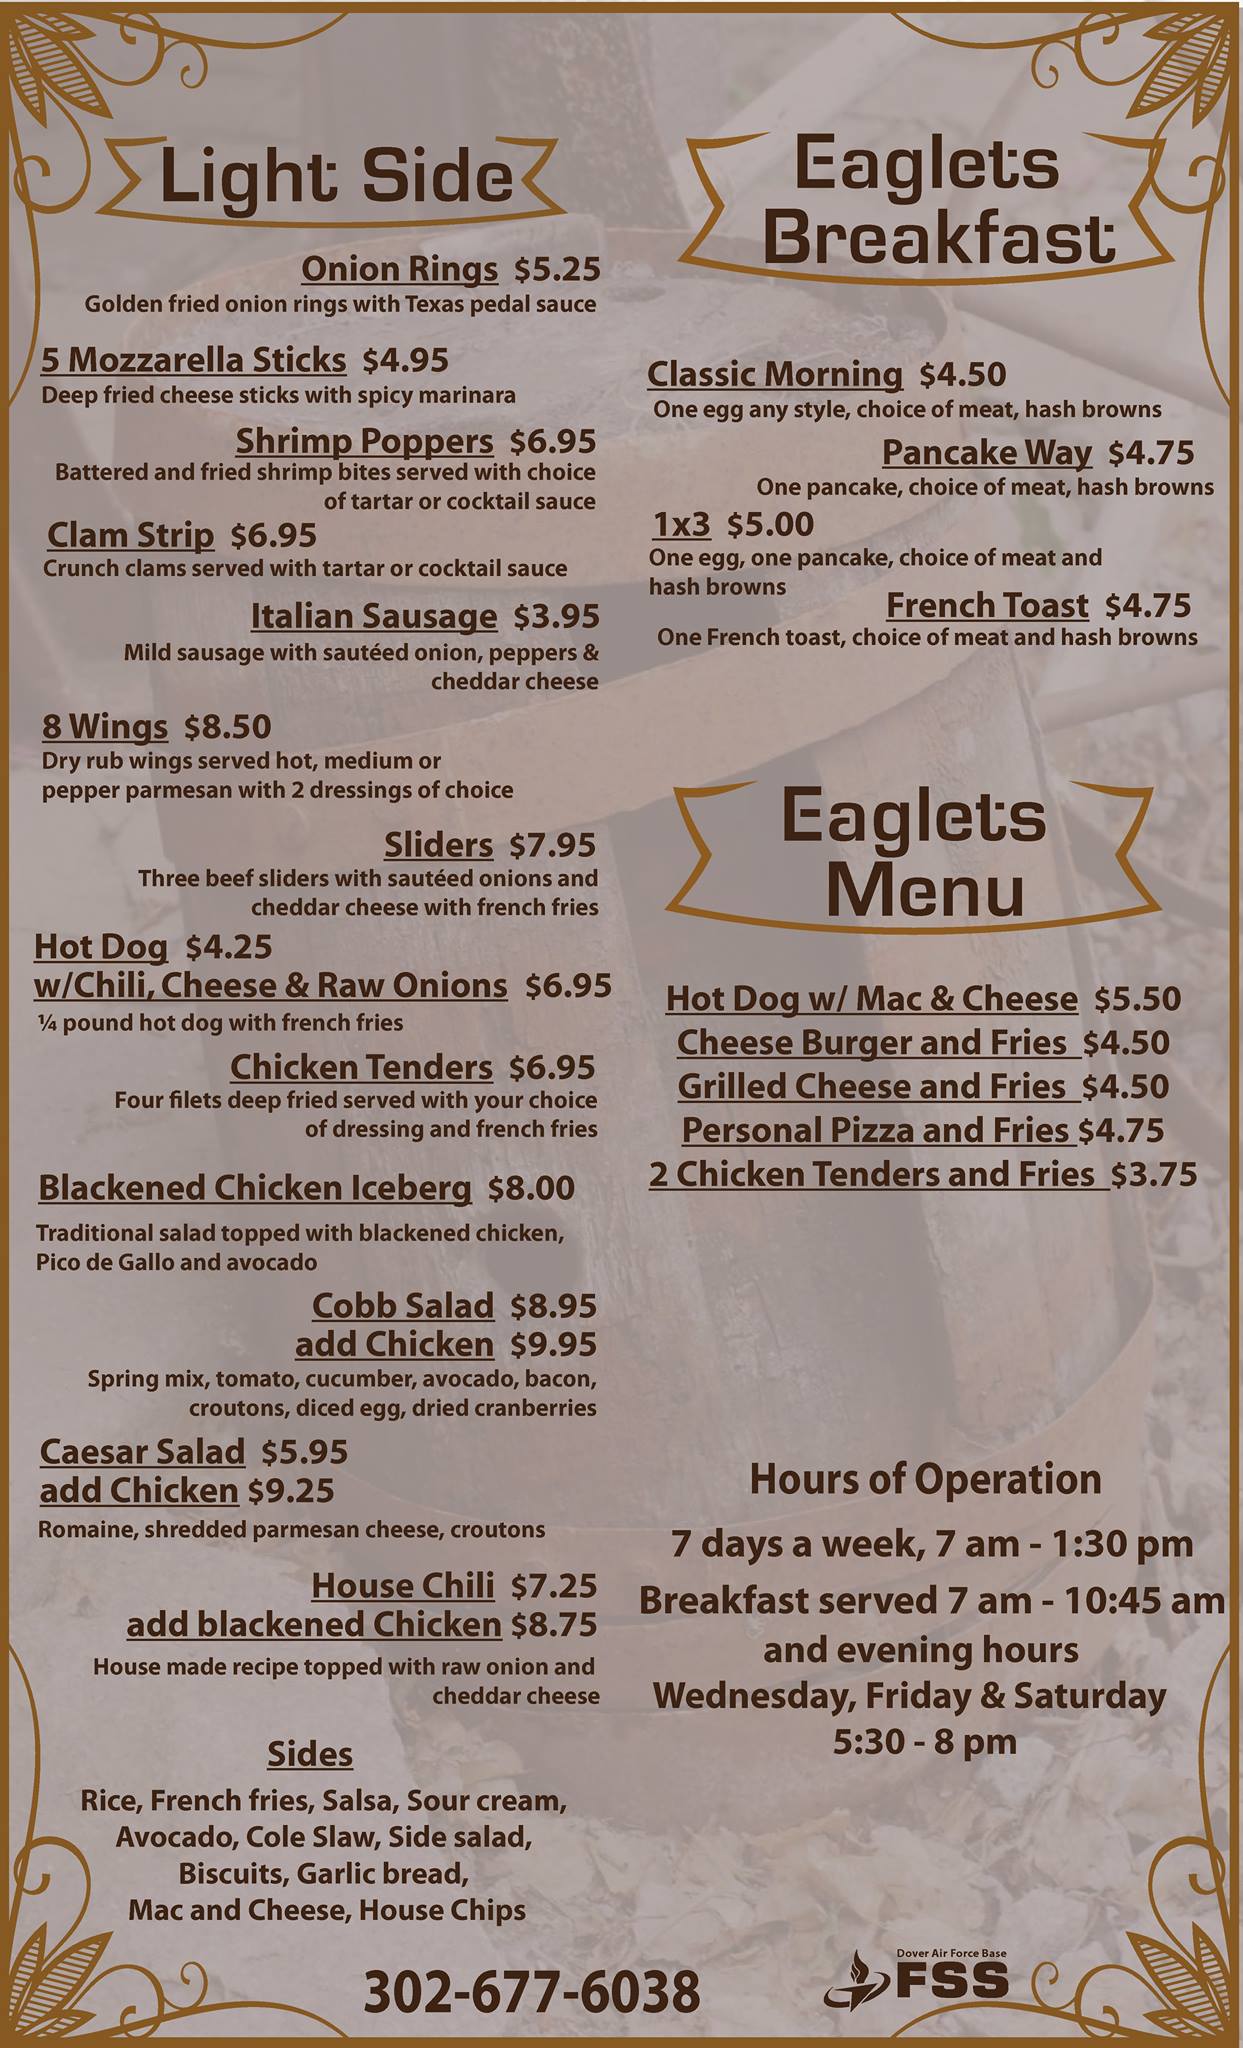 Light Side
Onion Rings $5.25
Golden fried onion rings with Texas pedal sauce
5 Mozzarella Sticks $4.95
Deep fried cheese sticks with spicy marinara
Shrimp Poppers $6.95
Battered and fried shrimp bites served with choice
of tartar or cocktail sauce
Clam Strip $6.95
Crunch clams served with tartar or cocktail sauce
Italian Sausage $3.95
Mild sausage with sautéed onion, peppers &
cheddar cheese
8 Wings $8.50
Dry rub wings served hot, medium or
pepper parmesan with 2 dressings of choice
Sliders $7.95
Three beef sliders with sautéed onions and
cheddar cheese with french fries
Hot Dog $4.25
w/Chili, Cheese & Raw Onions $6.95
¼ pound hot dog with french fries
Chicken Tenders $6.95
Four filets deep fried served with your choice
of dressing and french fries
Blackened Chicken Iceberg $8.00
Traditional salad topped with blackened chicken,
Pico de Gallo and avocado
Cobb Salad $8.95
add Chicken $9.95
Spring mix, tomato, cucumber, avocado, bacon,
croutons, diced egg, dried cranberries
Caesar Salad $5.95
add Chicken $9.25
Romaine, shredded parmesan cheese, croutons
House Chili $7.25
add blackened Chicken $8.75
House made recipe topped with raw onion and
cheddar cheese
Sides
Rice, French fries, Salsa, Sour cream,
Avocado, Cole Slaw, Side salad,
Biscuits, Garlic bread,
Mac and Cheese, House Chips
Eaglets
Breakfast
Classic Morning $4.50
One egg any style, choice of meat, hash browns
Pancake Way $4.75
One pancake, choice of meat, hash browns
1x3 $5.00
One egg, one pancake, choice of meat and
hash browns
French Toast $4.75
One French toast, choice of meat and hash browns
Eaglets
Menu
Hot Dog w/ Mac & Cheese $5.50
Cheese Burger and Fries $4.50
Grilled Cheese and Fries $4.50
Personal Pizza and Fries $4.75
2 Chicken Tenders and Fries $3.75
Hours of Operation
7 days a week, 7 am - 1:30 pm
Breakfast served 7 am - 10:45 am
and evening hours
Wednesday, Friday & Saturday
5:30 - 8 pm
302-677-6038
Dover Air Force Base
FSS